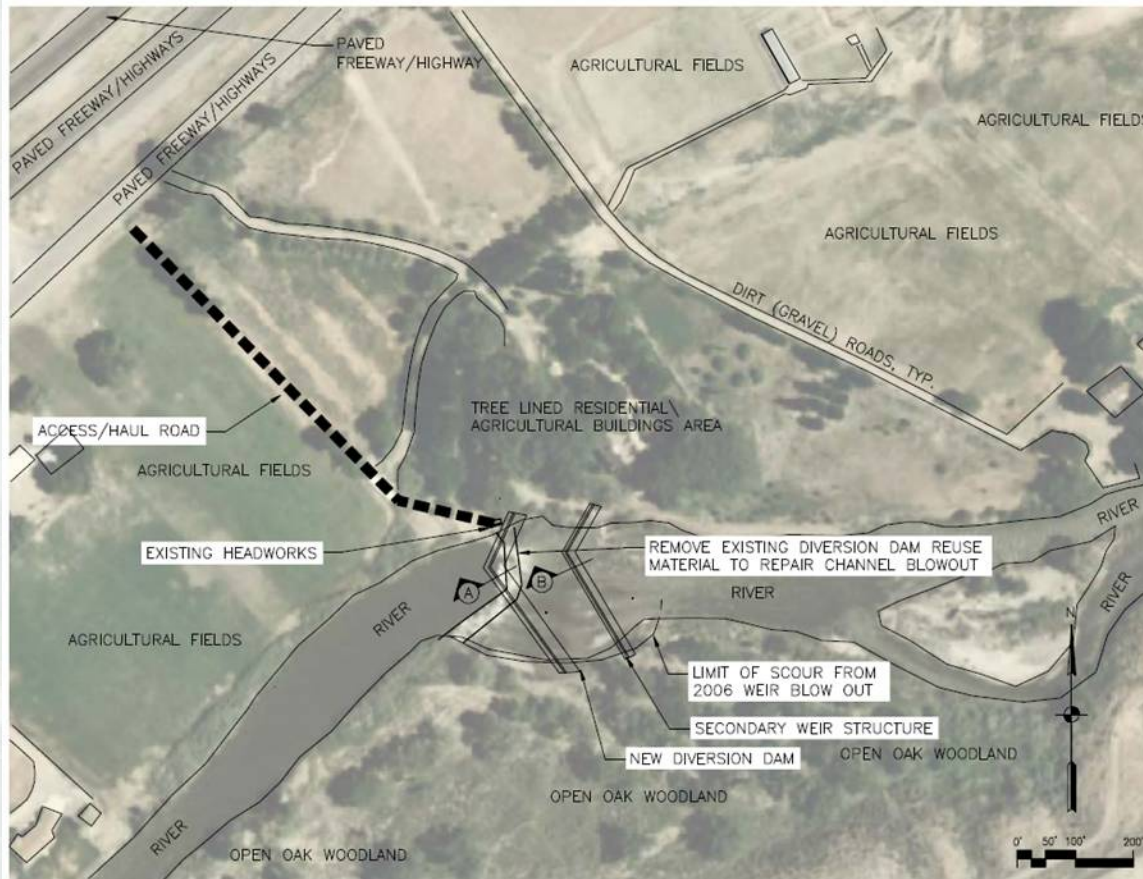 PAVED
FREEWAY/HIGHWAY
PAVED FREEWAY/HIGHWAYS
PAVED FREEWAY/HIGHWAYS
AGRICULTURAL FIELDS
AGRICULTURAL FIELDS
AGRICULTURAL FIELDS
DIRT (GRAVEL) ROADS, TYP.
TREE LINED RESIDENTIAL\
AGRICULTURAL BUILDINGS AREA
ACCESS/HAUL ROAD
AGRICULTURAL FIELDS
EXISTING HEADWORKS
REMOVE EXISTING DIVERSION DAM REUSE
MATERIAL TO REPAIR CHANNEL BLOWOUT
A
B
RIVER
RIVER
RIVER
RIVER
AGRICULTURAL FIELDS
N
LIMIT OF SCOUR FROM
2006 WEIR BLOW OUT
SECONDARY WEIR STRUCTURE
NEW DIVERSION DAM
OPEN OAK WOODLAND
OPEN OAK WOODLAND
RIVER
OPEN OAK WOODLAND
0' 50' 100' 200'